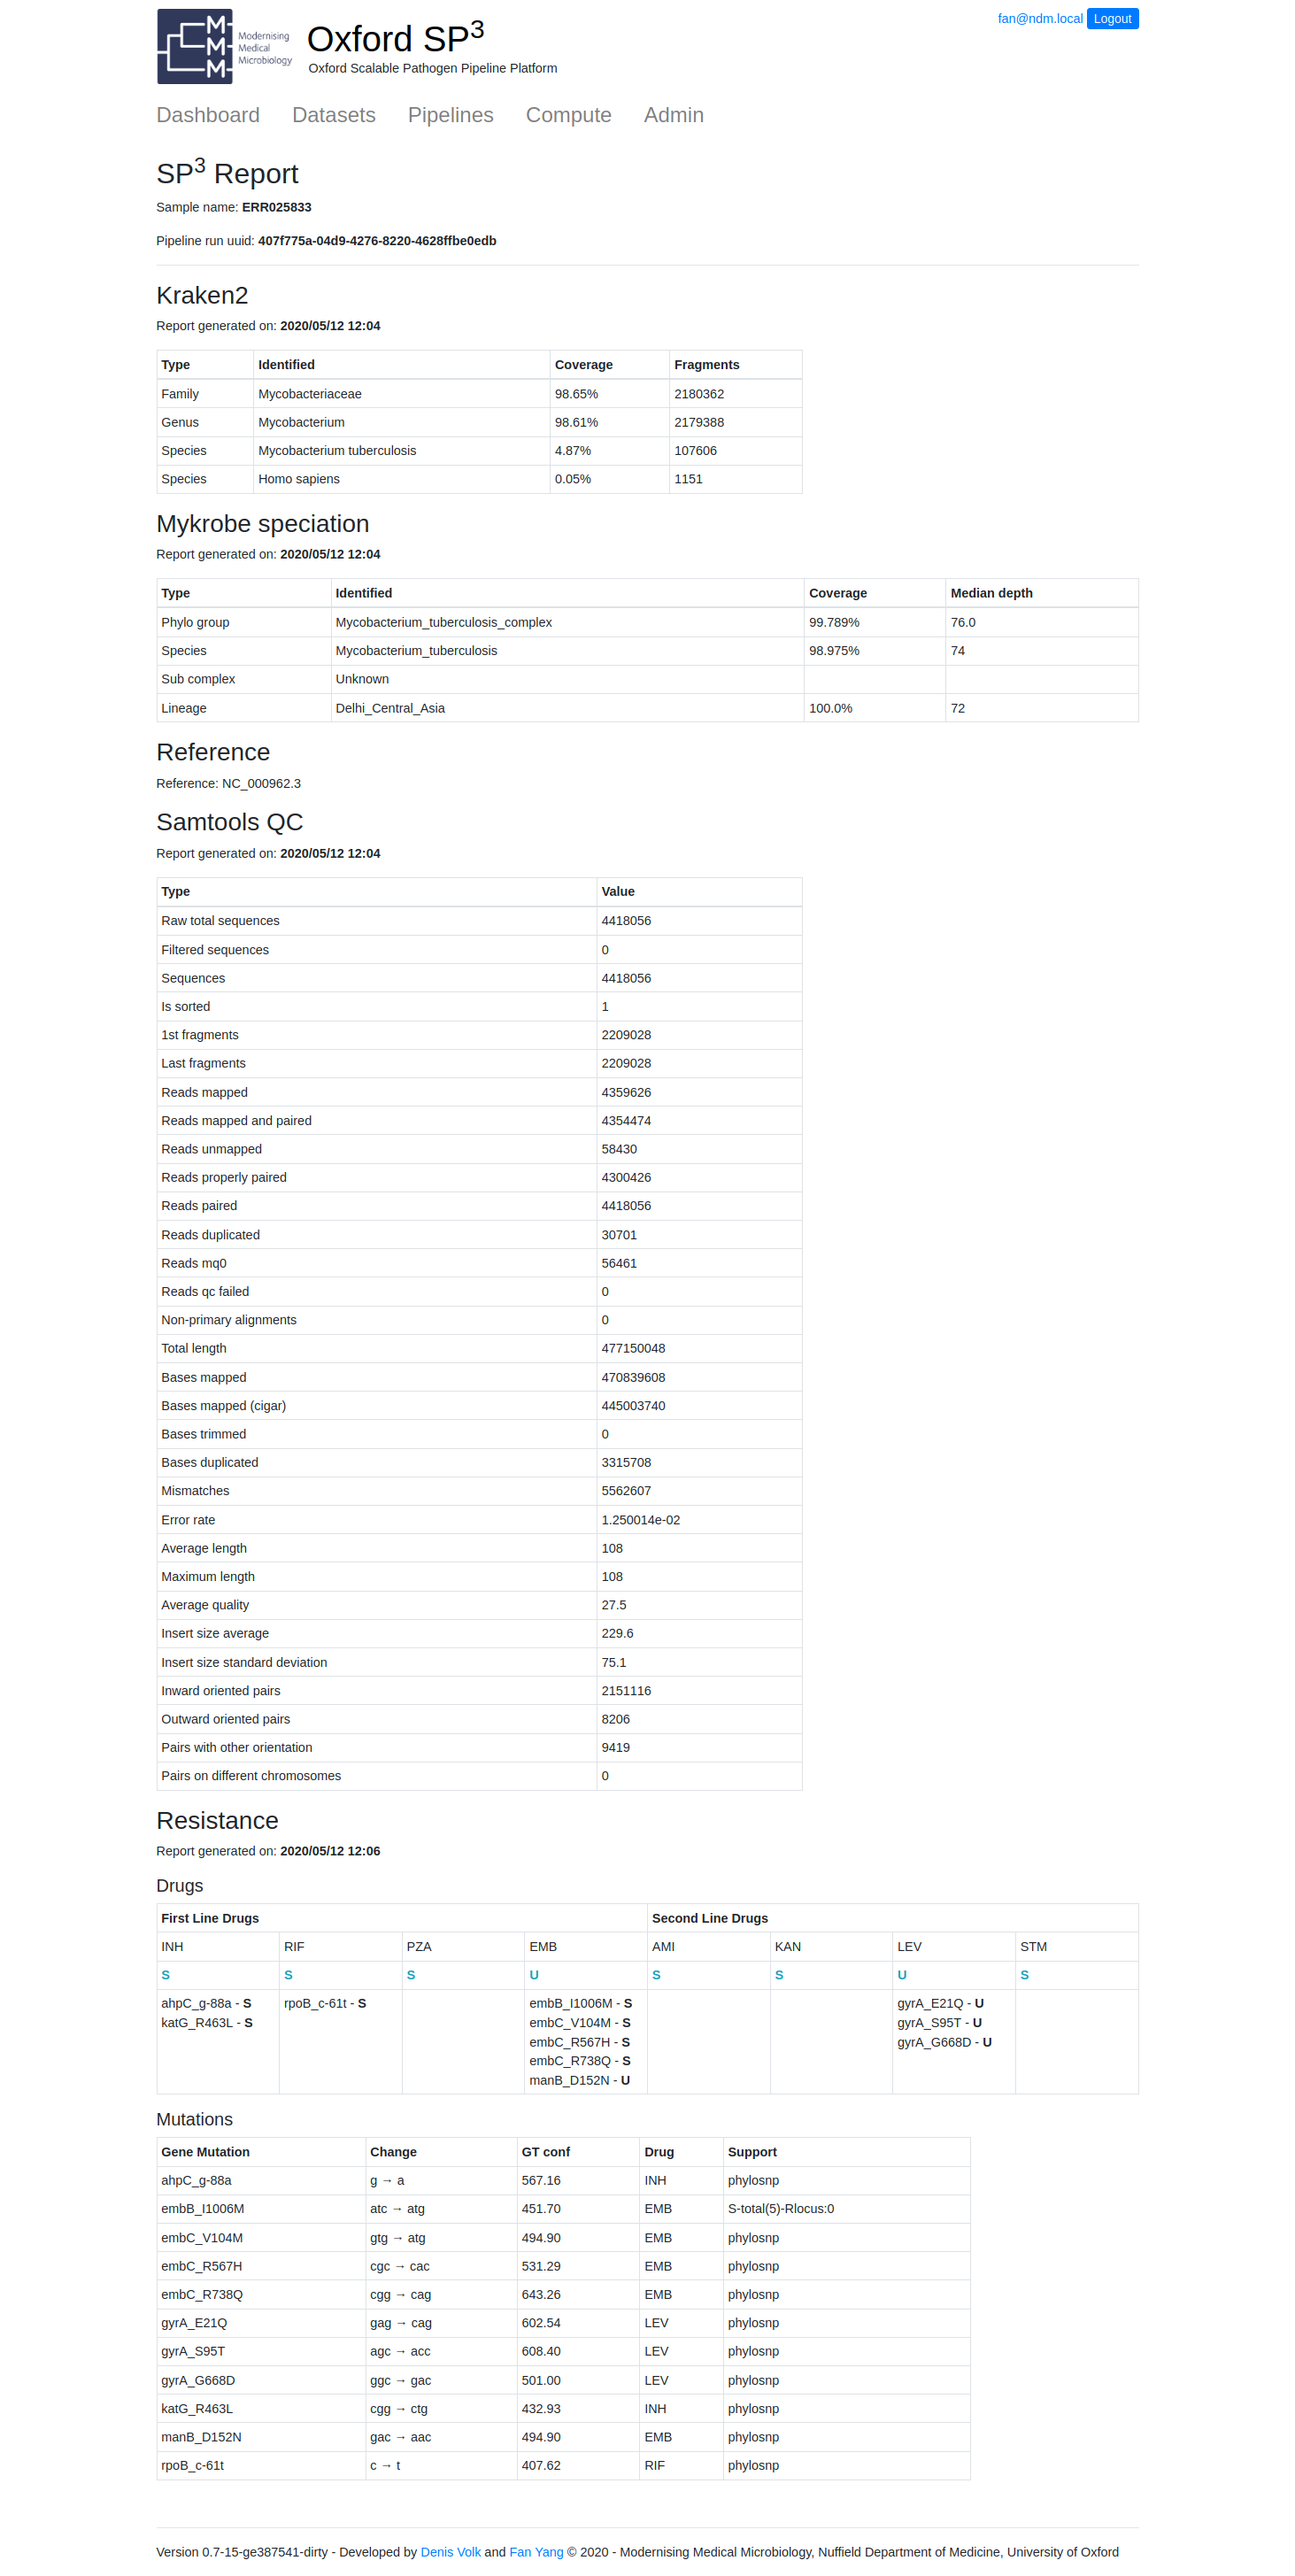 MMM Modernising Medical Microbiology
Oxford SP3
Oxford Scalable Pathogen Pipeline Platform
fan@ndm.local Logout
Dashboard Datasets Pipelines Compute Admin
SP3 Report
Sample name: ERR025833
Pipeline run uuid: 407f775a-04d9-4276-8220-4628ffbe0edb
Kraken2
Report generated on: 2020/05/12 12:04
Type Identified Coverage Fragments
Family Mycobacteriaceae 98.65% 2180362
Genus Mycobacterium 98.61% 2179388
Species Mycobacterium tuberculosis 4.87% 107606
Species Homo sapiens 0.05% 1151
Mykrobe speciation
Report generated on: 2020/05/12 12:04
Type Identified Coverage Median depth
Phylo group Mycobacterium_tuberculosis_complex 99.789% 76.0
Species Mycobacterium_tuberculosis 98.975% 74
Sub complex Unknown
Lineage Delhi_Central_Asia 100.0% 72
Reference
Reference: NC_000962.3
Samtools QC
Report generated on: 2020/05/12 12:04
Type Value
Raw total sequences 4418056
Filtered sequences 0
Sequences 4418056
Is sorted 1
1st fragments 2209028
Last fragments 2209028
Reads mapped 4359626
Reads mapped and paired 4354474
Reads unmapped 58430
Reads properly paired 4300426
Reads paired 4418056
Reads duplicated 30701
Reads mq0 56461
Reads qc failed 0
Non-primary alignments 0
Total length 477150048
Bases mapped 470839608
Bases mapped (cigar) 445003740
Bases trimmed 0
Bases duplicated 3315708
Mismatches 5562607
Error rate 1.250014e-02
Average length 108
Maximum length 108
Average quality 27.5
Insert size average 229.6
Insert size standard deviation 75.1
Inward oriented pairs 2151116
Outward oriented pairs 8206
Pairs with other orientation 9419
Pairs on different chromosomes 0
Resistance
Report generated on: 2020/05/12 12:06
Drugs
First Line Drugs Second Line Drugs
INH RIF PZA EMB AMI KAN LEV STM
S S S U S S U S
ahpC_g-88a - S rpoB_c-61t - S embB_I1006M - S gyrA_E21Q - U
katG_R463L - S embC_V104M - S gyrA_S95T - U
embC_R567H - S gyrA_G668D - U
embC_R738Q - S
manB_D152N - U
Mutations
Gene Mutation Change GT conf Drug Support
ahpC_g-88a g → a 567.16 INH phylosnp
embB_I1006M atc → atg 451.70 EMB S-total(5)-Rlocus:0
embC_V104M gtg → atg 494.90 EMB phylosnp
embC_R567H cgc → cac 531.29 EMB phylosnp
embC_R738Q cgg → cag 643.26 EMB phylosnp
gyrA_E21Q gag → cag 602.54 LEV phylosnp
gyrA_S95T agc → acc 608.40 LEV phylosnp
gyrA_G668D ggc → gac 501.00 LEV phylosnp
katG_R463L cgg → ctg 432.93 INH phylosnp
manB_D152N gac → aac 494.90 EMB phylosnp
rpoB_c-61t c → t 407.62 RIF phylosnp
Version 0.7-15-ge387541-dirty - Developed by Denis Volk and Fan Yang © 2020 - Modernising Medical Microbiology, Nuffield Department of Medicine, University of Oxford